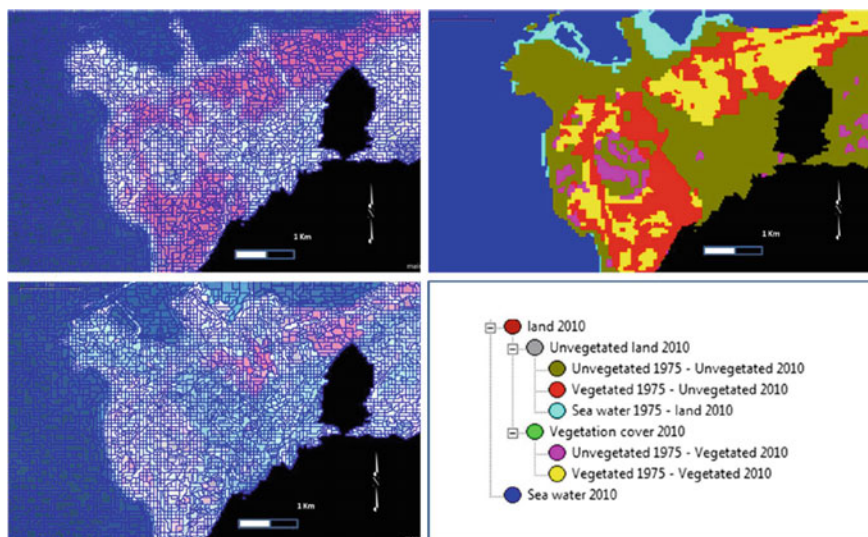 1 Km
1 Km
1 Km
land 2010
Unvegetated land 2010
Unvegetated 1975 - Unvegetated 2010
Vegetated 1975 - Unvegetated 2010
Sea water 1975 - land 2010
Vegetation cover 2010
Unvegetated 1975 - Vegetated 2010
Vegetated 1975 - Vegetated 2010
Sea water 2010